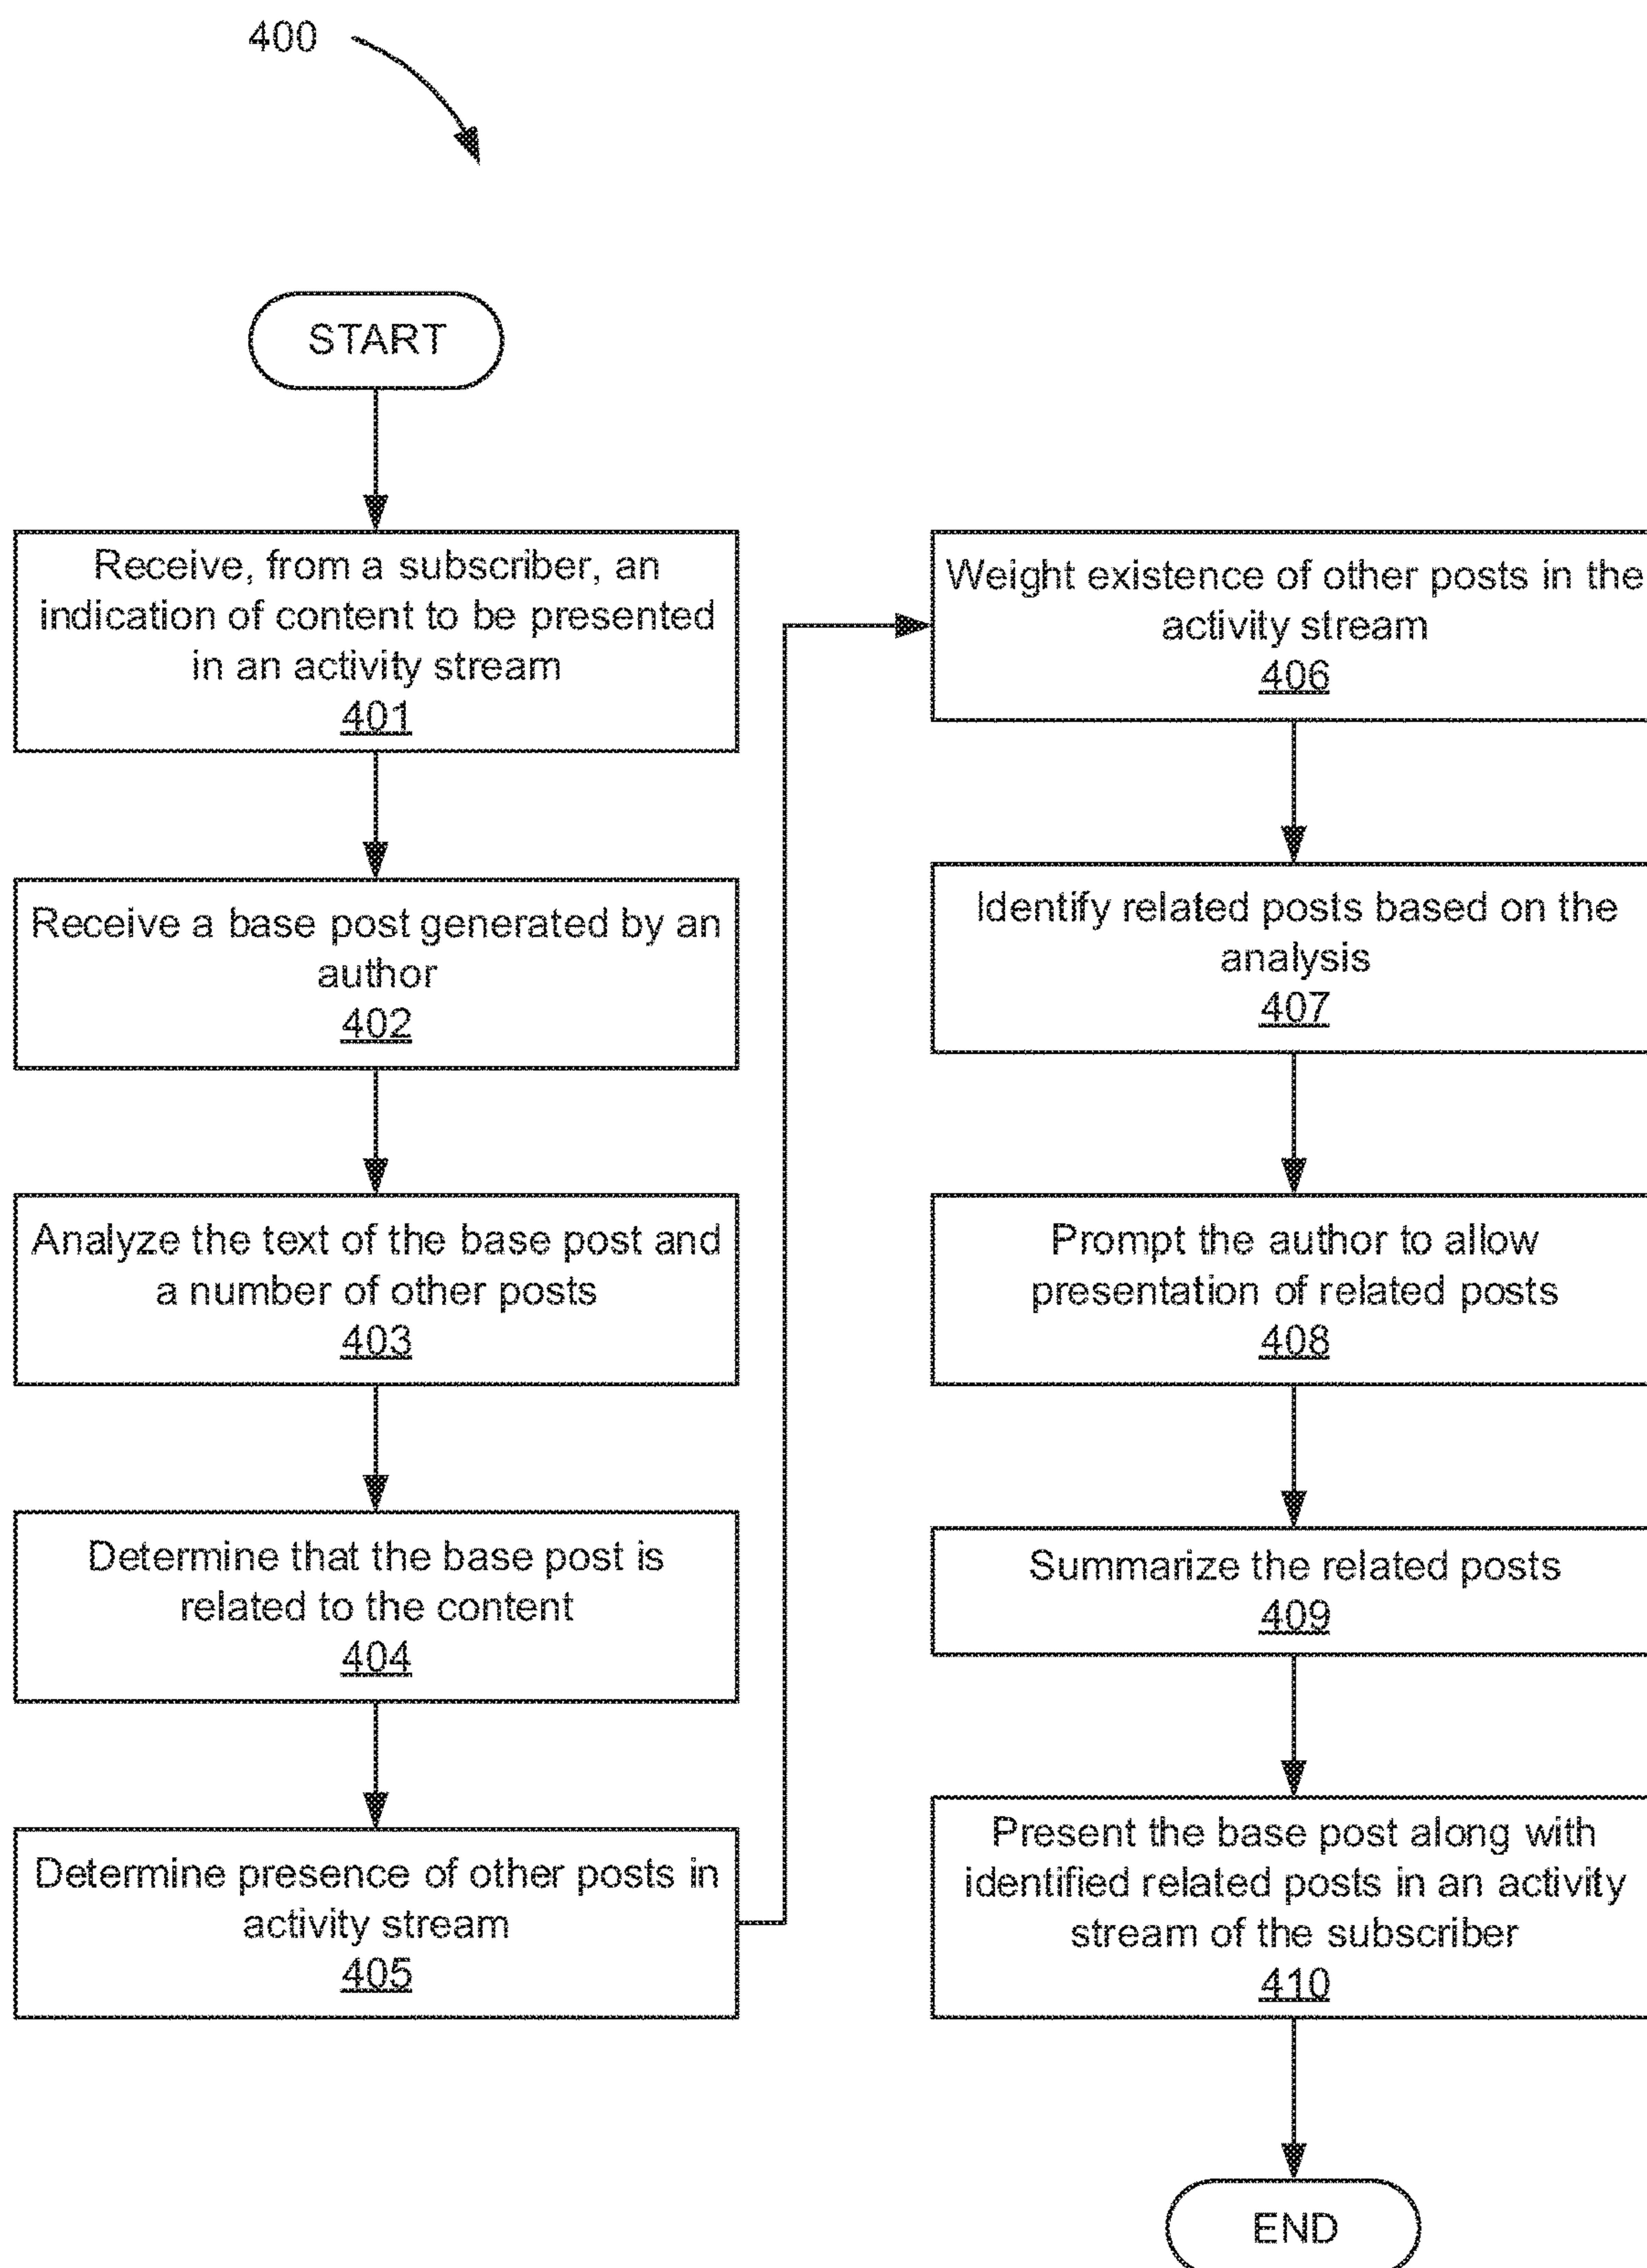 400
START
Receive, from a subscriber, an
indication of content to be presented
in an activity stream
401
Receive a base post generated by an
author
402
Analyze the text of the base post and
a number of other posts
403
Determine that the base post is
related to the content
404
Determine presence of other posts in
activity stream
405
Weight existence of other posts in the
activity stream
406
Identify related posts based on the
analysis
407
Prompt the author to allow
presentation of related posts
408
Summarize the related posts
409
Present the base post along with
identified related posts in an activity
stream of the subscriber
410
END